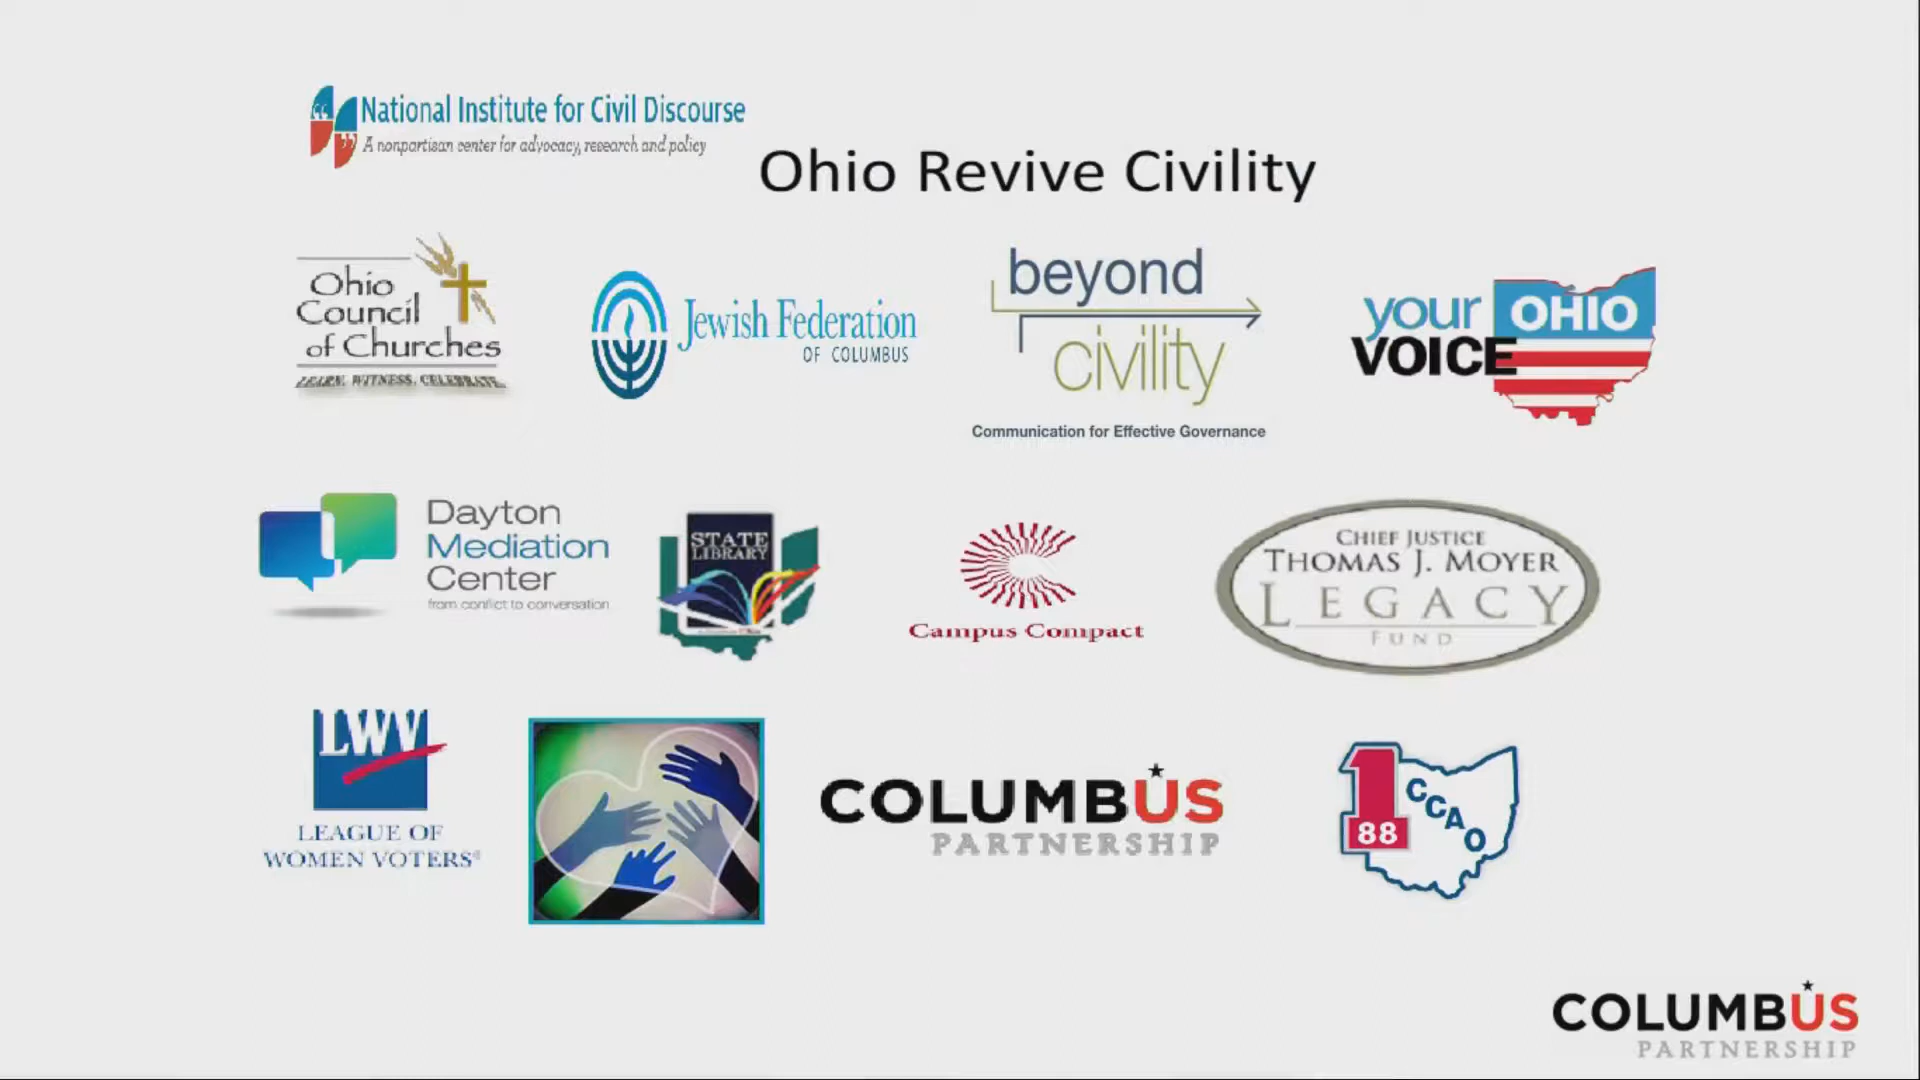 National Institute for Civil Discourse
A nonpartisan center for advocacy, research and policy
Ohio Revive Civility
Ohio
Council
of Churches
LEARN. WITNESS. CELEBRATE.
Jewish Federation
OF COLUMBUS
beyond
civility
Communication for Effective Governance
your OHIO
VOICE
Dayton
Mediation
Center
from conflict to conversation
STATE
LIBRARY
Campus Compact
CHIEF JUSTICE
THOMAS J. MOYER
LEGACY
FUND
LWV
LEAGUE OF
WOMEN VOTERS®
COLUMBUS
PARTNERSHIP
1
88
CCAO
COLUMBUS
PARTNERSHIP